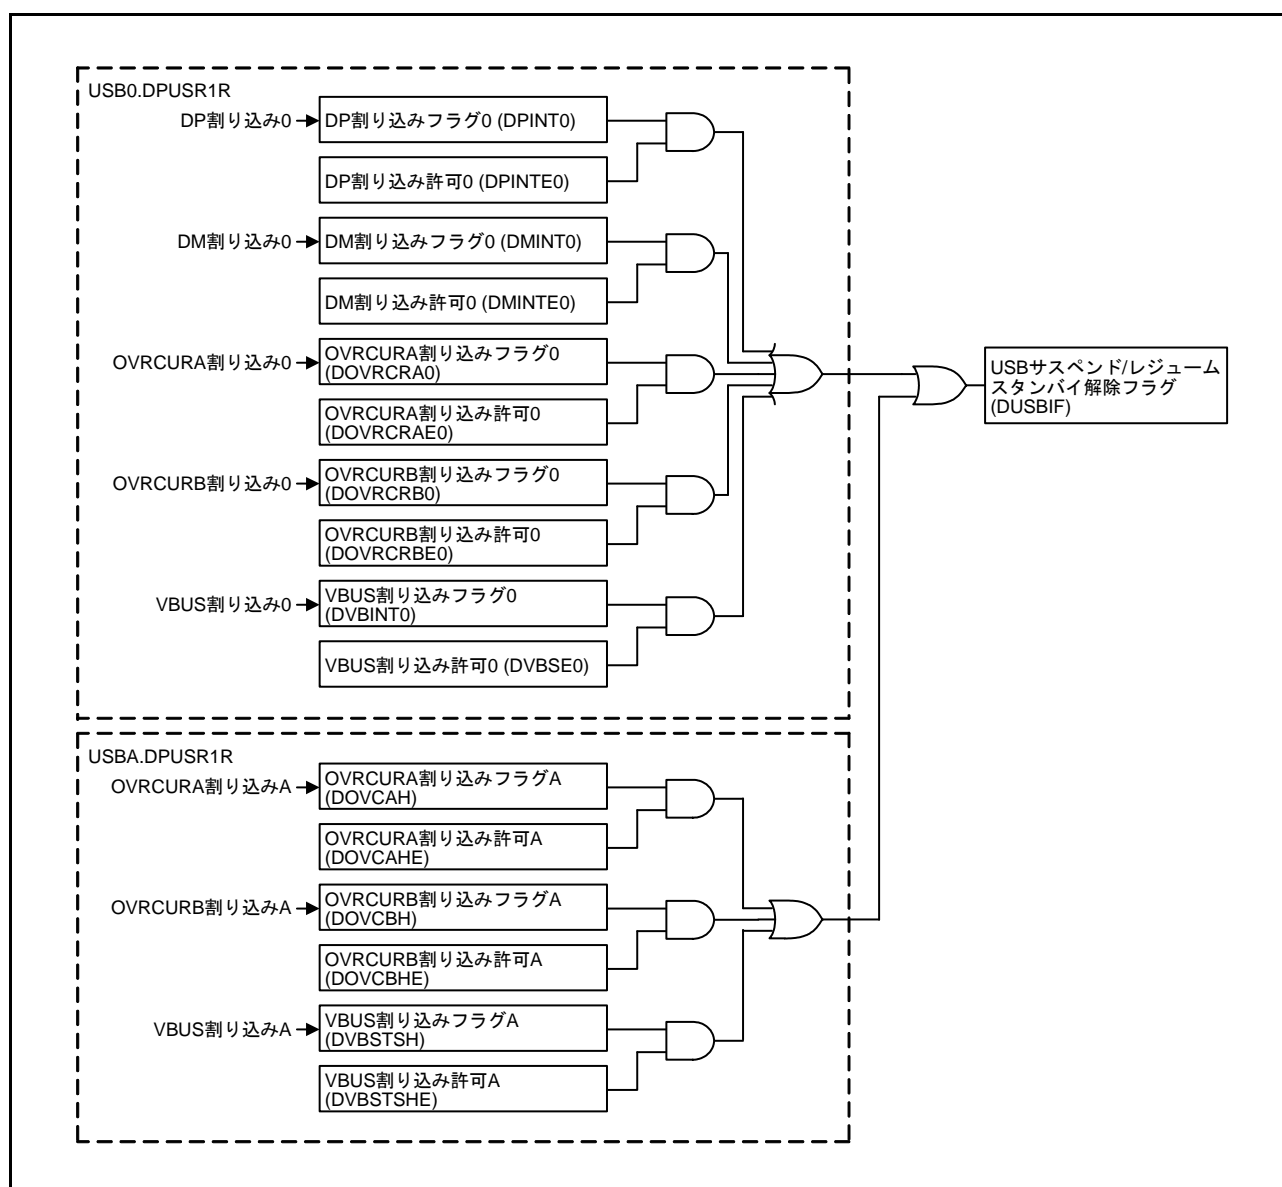 USB0.DPUSR1R
DP割り込み0
DP割り込みフラグ0 (DPINT0)
DP割り込み許可0 (DPINTE0)
DM割り込み0
DM割り込みフラグ0 (DMINT0)
DM割り込み許可0 (DMINTE0)
OVRCURA割り込み0
OVRCURA割り込みフラグ0
(DOVRCRA0)
OVRCURA割り込み許可0
(DOVRCRAE0)
OVRCURB割り込み0
OVRCURB割り込みフラグ0
(DOVRCRB0)
OVRCURB割り込み許可0
(DOVRCRBE0)
VBUS割り込み0
VBUS割り込みフラグ0
(DVBINT0)
VBUS割り込み許可0 (DVBSE0)
USBサスペンド/レジューム
スタンバイ解除フラグ
(DUSBIF)
USBA.DPUSR1R
OVRCURA割り込みA
OVRCURA割り込みフラグA
(DOVCAH)
OVRCURA割り込み許可A
(DOVCAHE)
OVRCURB割り込みA
OVRCURB割り込みフラグA
(DOVCBH)
OVRCURB割り込み許可A
(DOVCBHE)
VBUS割り込みA
VBUS割り込みフラグA
(DVBSTSH)
VBUS割り込み許可A
(DVBSTSHE)